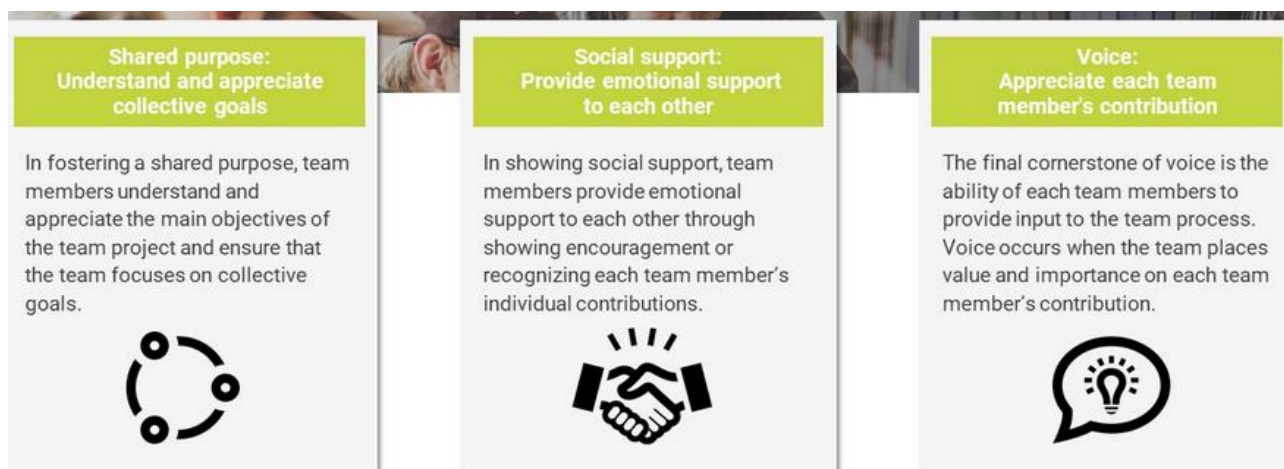 Shared purpose:
Understand and appreciate
collective goals
In fostering a shared purpose, team
members understand and
appreciate the main objectives of
the team project and ensure that
the team focuses on collective
goals.
Social support:
Provide emotional support
to each other
In showing social support, team
members provide emotional
support to each other through
showing encouragement or
recognizing each team member’s
individual contributions.
Voice:
Appreciate each team
member's contribution
The final cornerstone of voice is the
ability of each team members to
provide input to the team process.
Voice occurs when the team places
value and importance on each team
member’s contribution.